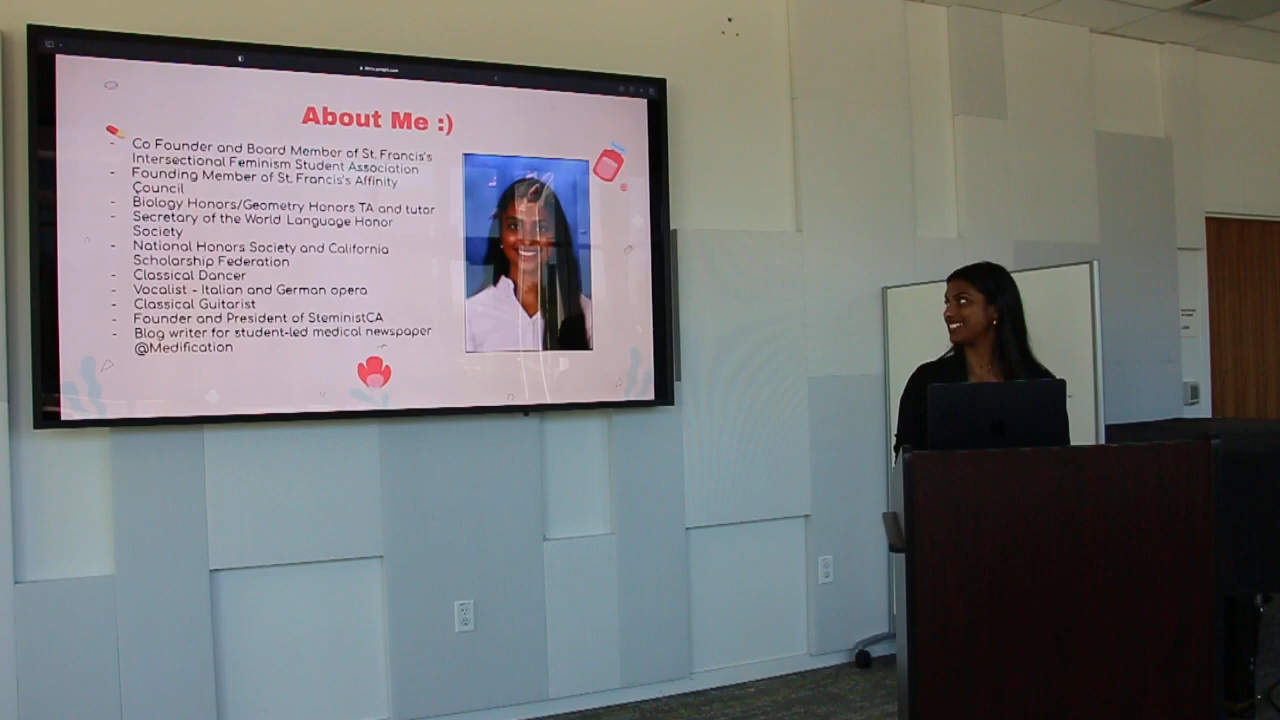 About Me :)
- Co Founder and Board Member of St. Francis's
Intersectional Feminism Student Association
- Founding Member of St. Francis's Affinity
Council
- Biology Honors/Geometry Honors TA and tutor
- Secretary of the World Language Honor
Society
- National Honors Society and California
Scholarship Federation
- Classical Dancer
- Vocalist - Italian and German opera
- Classical Guitarist
- Founder and President of SteministCA
- Blog writer for student-led medical newspaper
@Medification